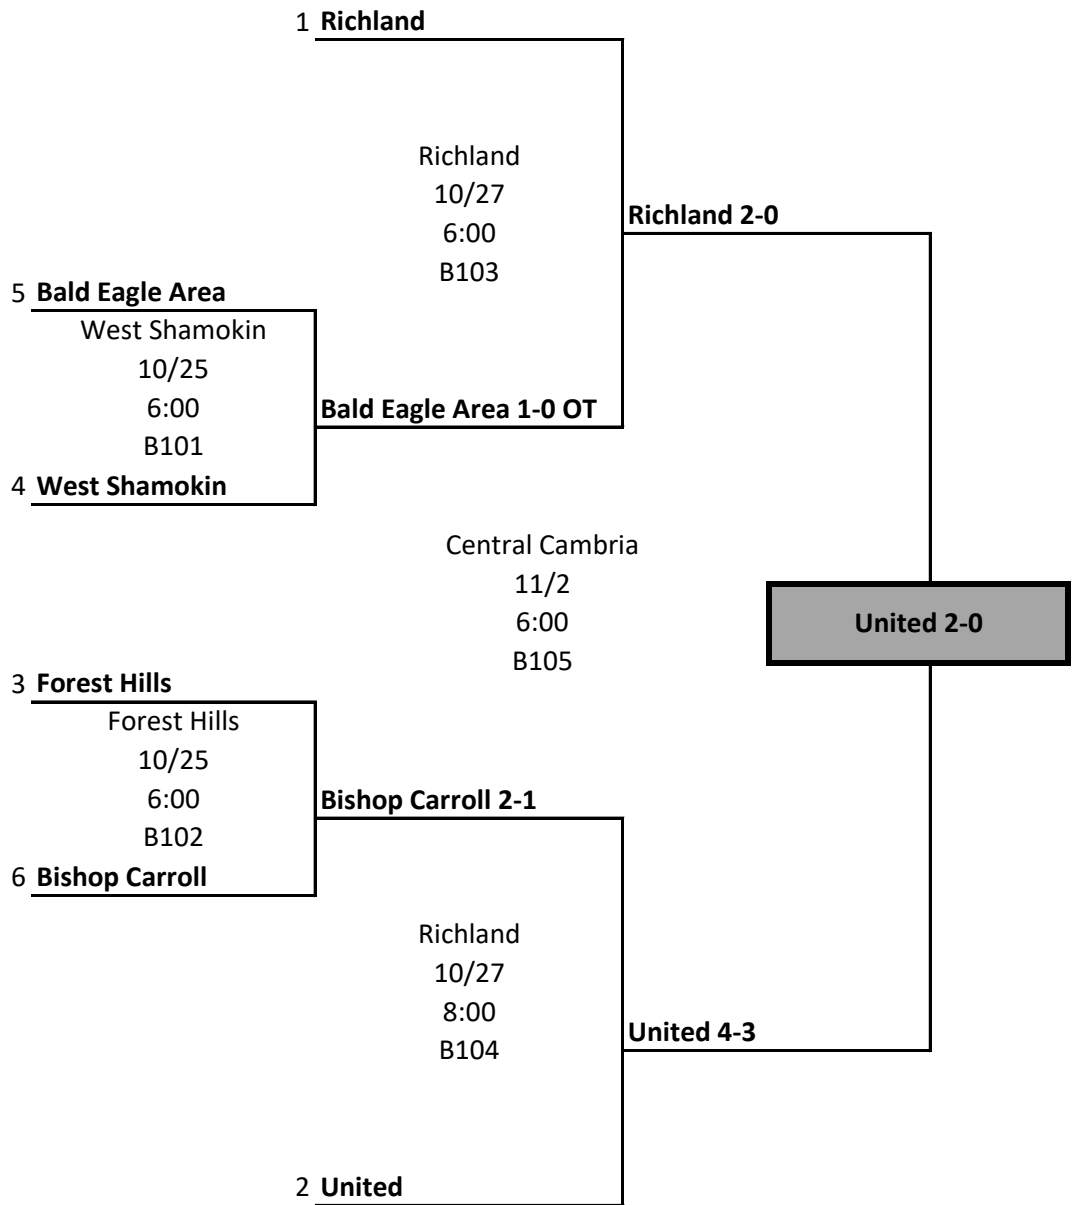 1 Richland
Richland
10/27
6:00
B103
Richland 2-0
5 Bald Eagle Area
West Shamokin
10/25
6:00
B101
Bald Eagle Area 1-0 OT
4 West Shamokin
Central Cambria
11/2
6:00
B105
United 2-0
3 Forest Hills
Forest Hills
10/25
6:00
B102
Bishop Carroll 2-1
6 Bishop Carroll
Richland
10/27
8:00
B104
United 4-3
2 United